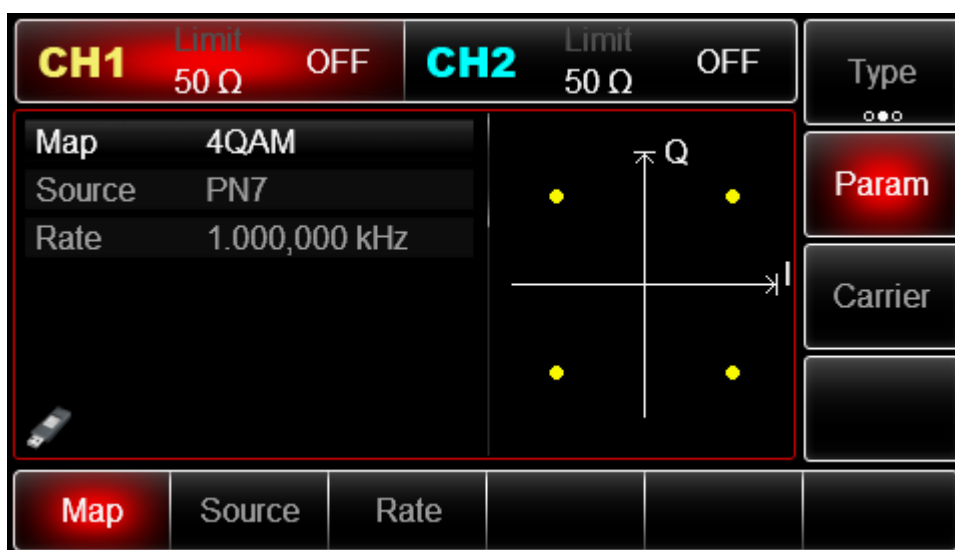 CH1 Limit 50 Ω OFF CH2 Limit 50 Ω OFF Type
Map 4QAM
Source PN7
Rate 1.000,000 kHz
Q
I
Param
Carrier
Map Source Rate